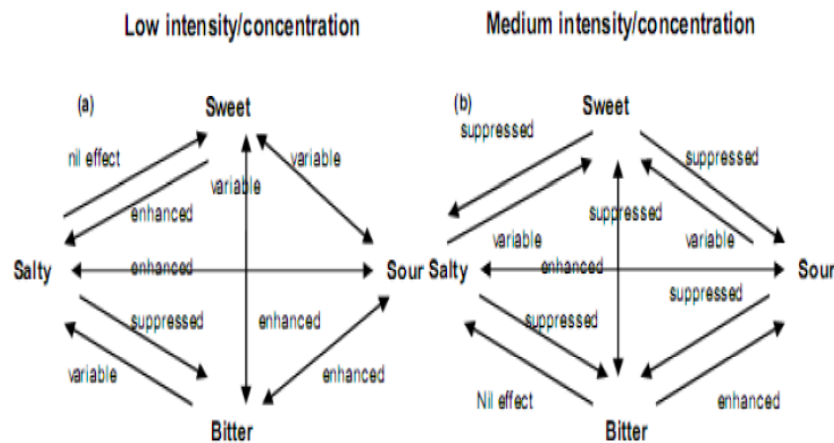 Low intensity/concentration
Medium intensity/concentration
(a)
Sweet
nil effect
variable
variable
enhanced
Salty
enhanced
Sour
suppressed
enhanced
variable
enhanced
Bitter
(b)
Sweet
suppressed
suppressed
suppressed
variable
variable
Salty
enhanced
Sour
suppressed
suppressed
Nil effect
enhanced
Bitter